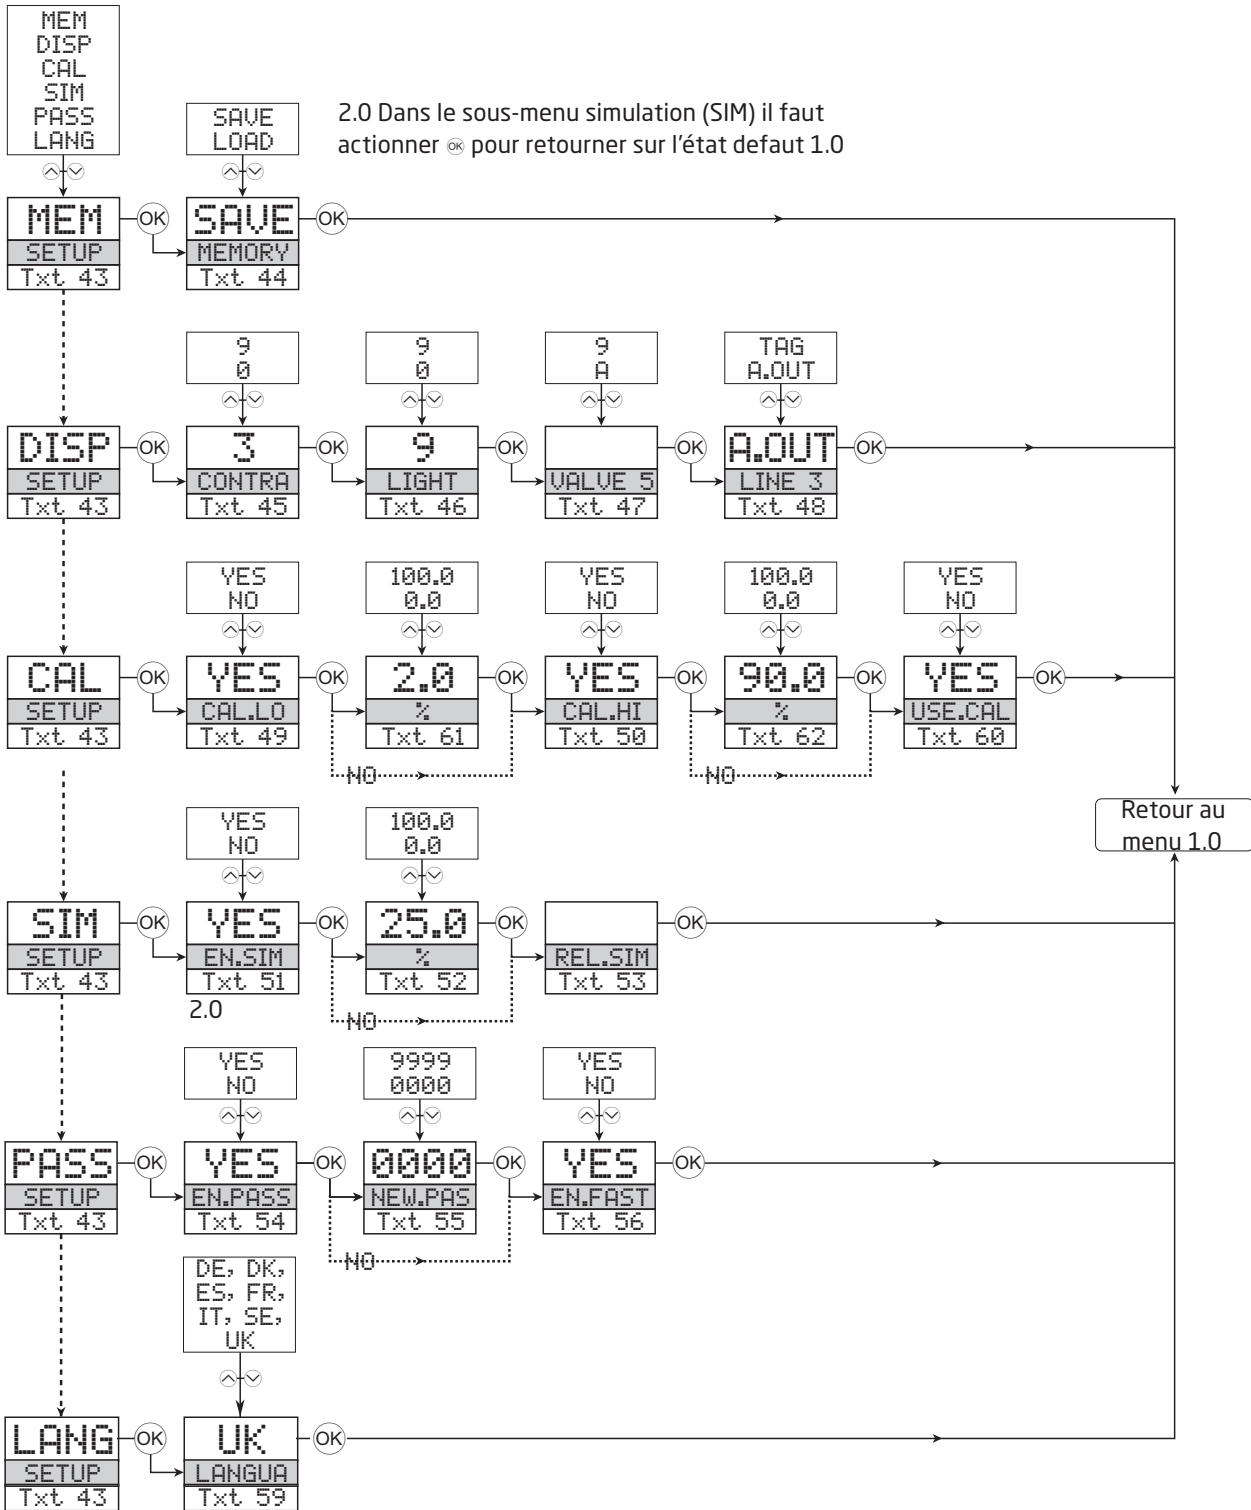 MEM
DISP
CAL
SIM
PASS
LANG
SAVE
LOAD
2.0 Dans le sous-menu simulation (SIM) il faut
actionner OK pour retourner sur l'état defaut 1.0
MEM OK SAVE OK
SETUP MEMORY
Txt 43 Txt 44
9 9 9 TAG
0 0 A A.OUT
DISP OK 3 OK 9 OK OK A.OUT OK
SETUP CONTRA LIGHT VALVE 5 LINE 3
Txt 43 Txt 45 Txt 46 Txt 47 Txt 48
YES 100.0 YES 100.0 YES
NO 0.0 NO 0.0 NO
CAL OK YES OK 2.0 OK YES OK 90.0 OK YES OK
SETUP CAL.LO % CAL.HI % USE.CAL
Txt 43 Txt 49 Txt 61 Txt 50 Txt 62 Txt 60
NO NO
Retour au
menu 1.0
YES 100.0
NO 0.0
SIM OK YES OK 25.0 OK OK
SETUP EN.SIM % REL.SIM
Txt 43 Txt 51 Txt 52 Txt 53
2.0
NO
YES 9999 YES
NO 0000 NO
PASS OK YES OK 0000 OK YES OK
SETUP EN.PASS NEW.PAS EN.FAST
Txt 43 Txt 54 Txt 55 Txt 56
NO
DE, DK,
ES, FR,
IT, SE,
UK
LANG OK UK OK
SETUP LANGUA
Txt 43 Txt 59